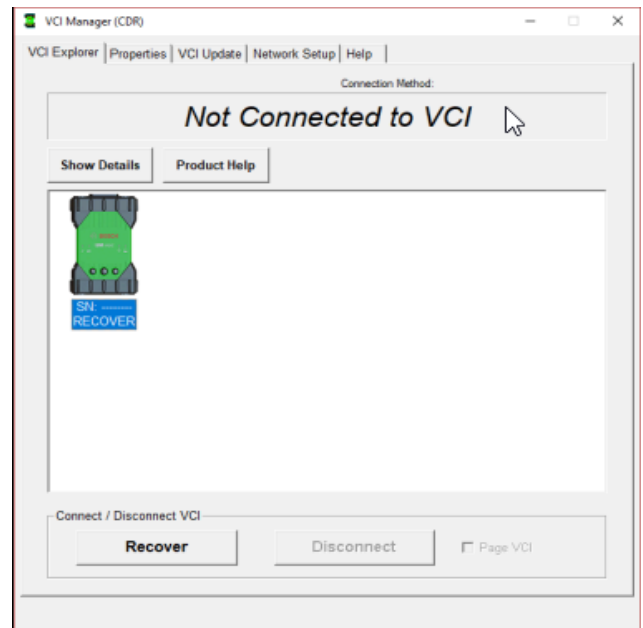 VCI Manager (CDR)
VCI Explorer Properties VCI Update Network Setup Help
Connection Method:
Not Connected to VCI
Show Details Product Help
BOSCH
SN: --------
RECOVER
Connect / Disconnect VCI
Recover Disconnect Page VCI